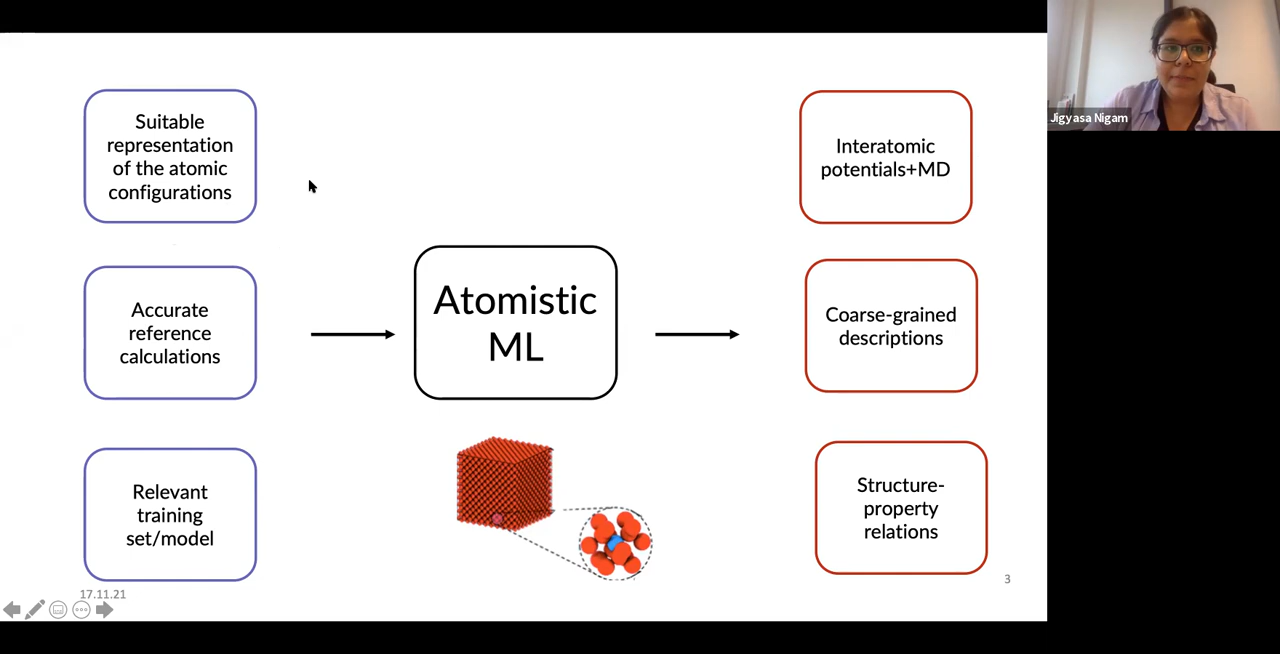 Suitable
representation
of the atomic
configurations
Accurate
reference
calculations
Relevant
training
set/model
Atomistic
ML
Interatomic
potentials+MD
Coarse-grained
descriptions
Structure-
property
relations
17.11.21
3
Jigyasa Nigam